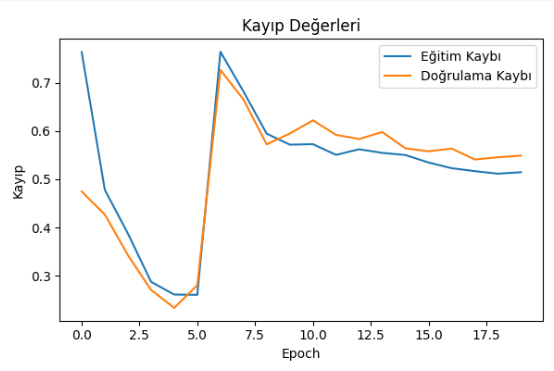 Kayıp Değerleri
Eğitim Kaybı
Doğrulama Kaybı
0.7
0.6
0.5
0.4
0.3
Kayıp
0.0 2.5 5.0 7.5 10.0 12.5 15.0 17.5
Epoch